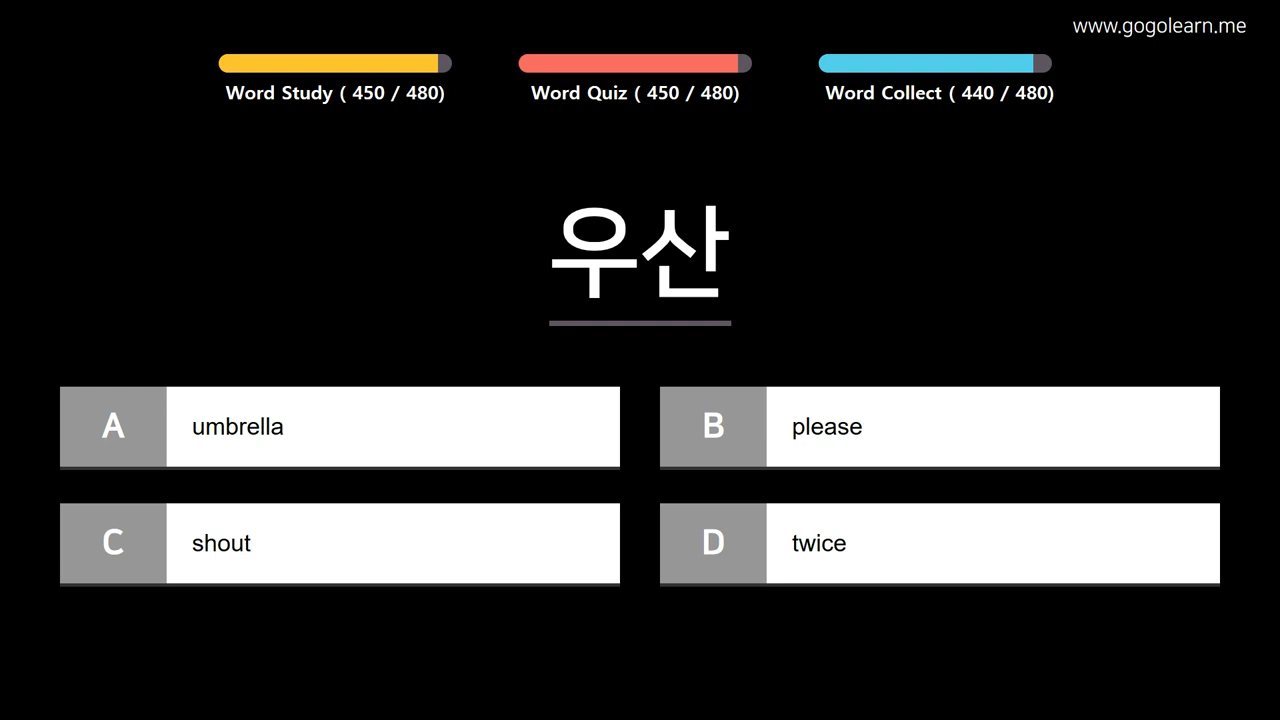 www.gogolearn.me
Word Study ( 450 / 480)
Word Quiz ( 450 / 480)
Word Collect ( 440 / 480)
우산
A umbrella
B please
C shout
D twice